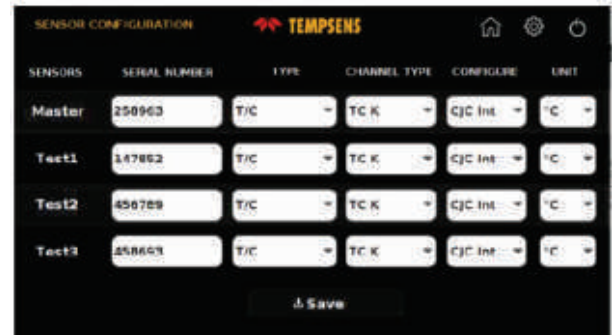 SENSOR CONFIGURATION TEMPSENS
SENSORS SERIAL NUMBER TYPE CHANNEL TYPE CONFIGURE UNIT
Master 258963 T/C TC K CJC Int °C
Test1 147852 T/C TC K CJC Int °C
Test2 456789 T/C TC K CJC Int °C
Test3 T/C TC K CJC Int °C
Save